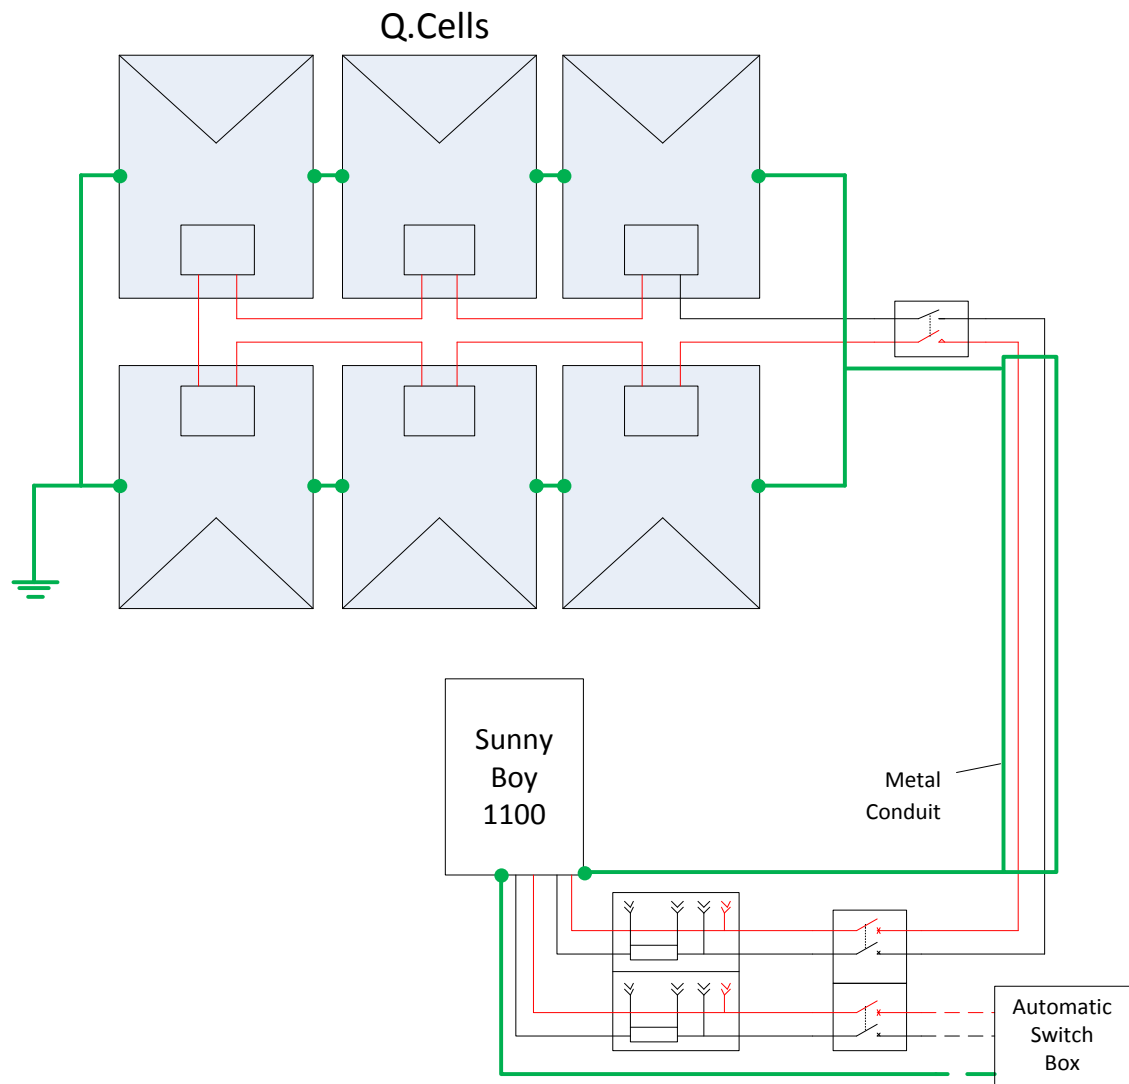 Q.Cells
Sunny
Boy
1100
Metal
Conduit
Automatic
Switch
Box